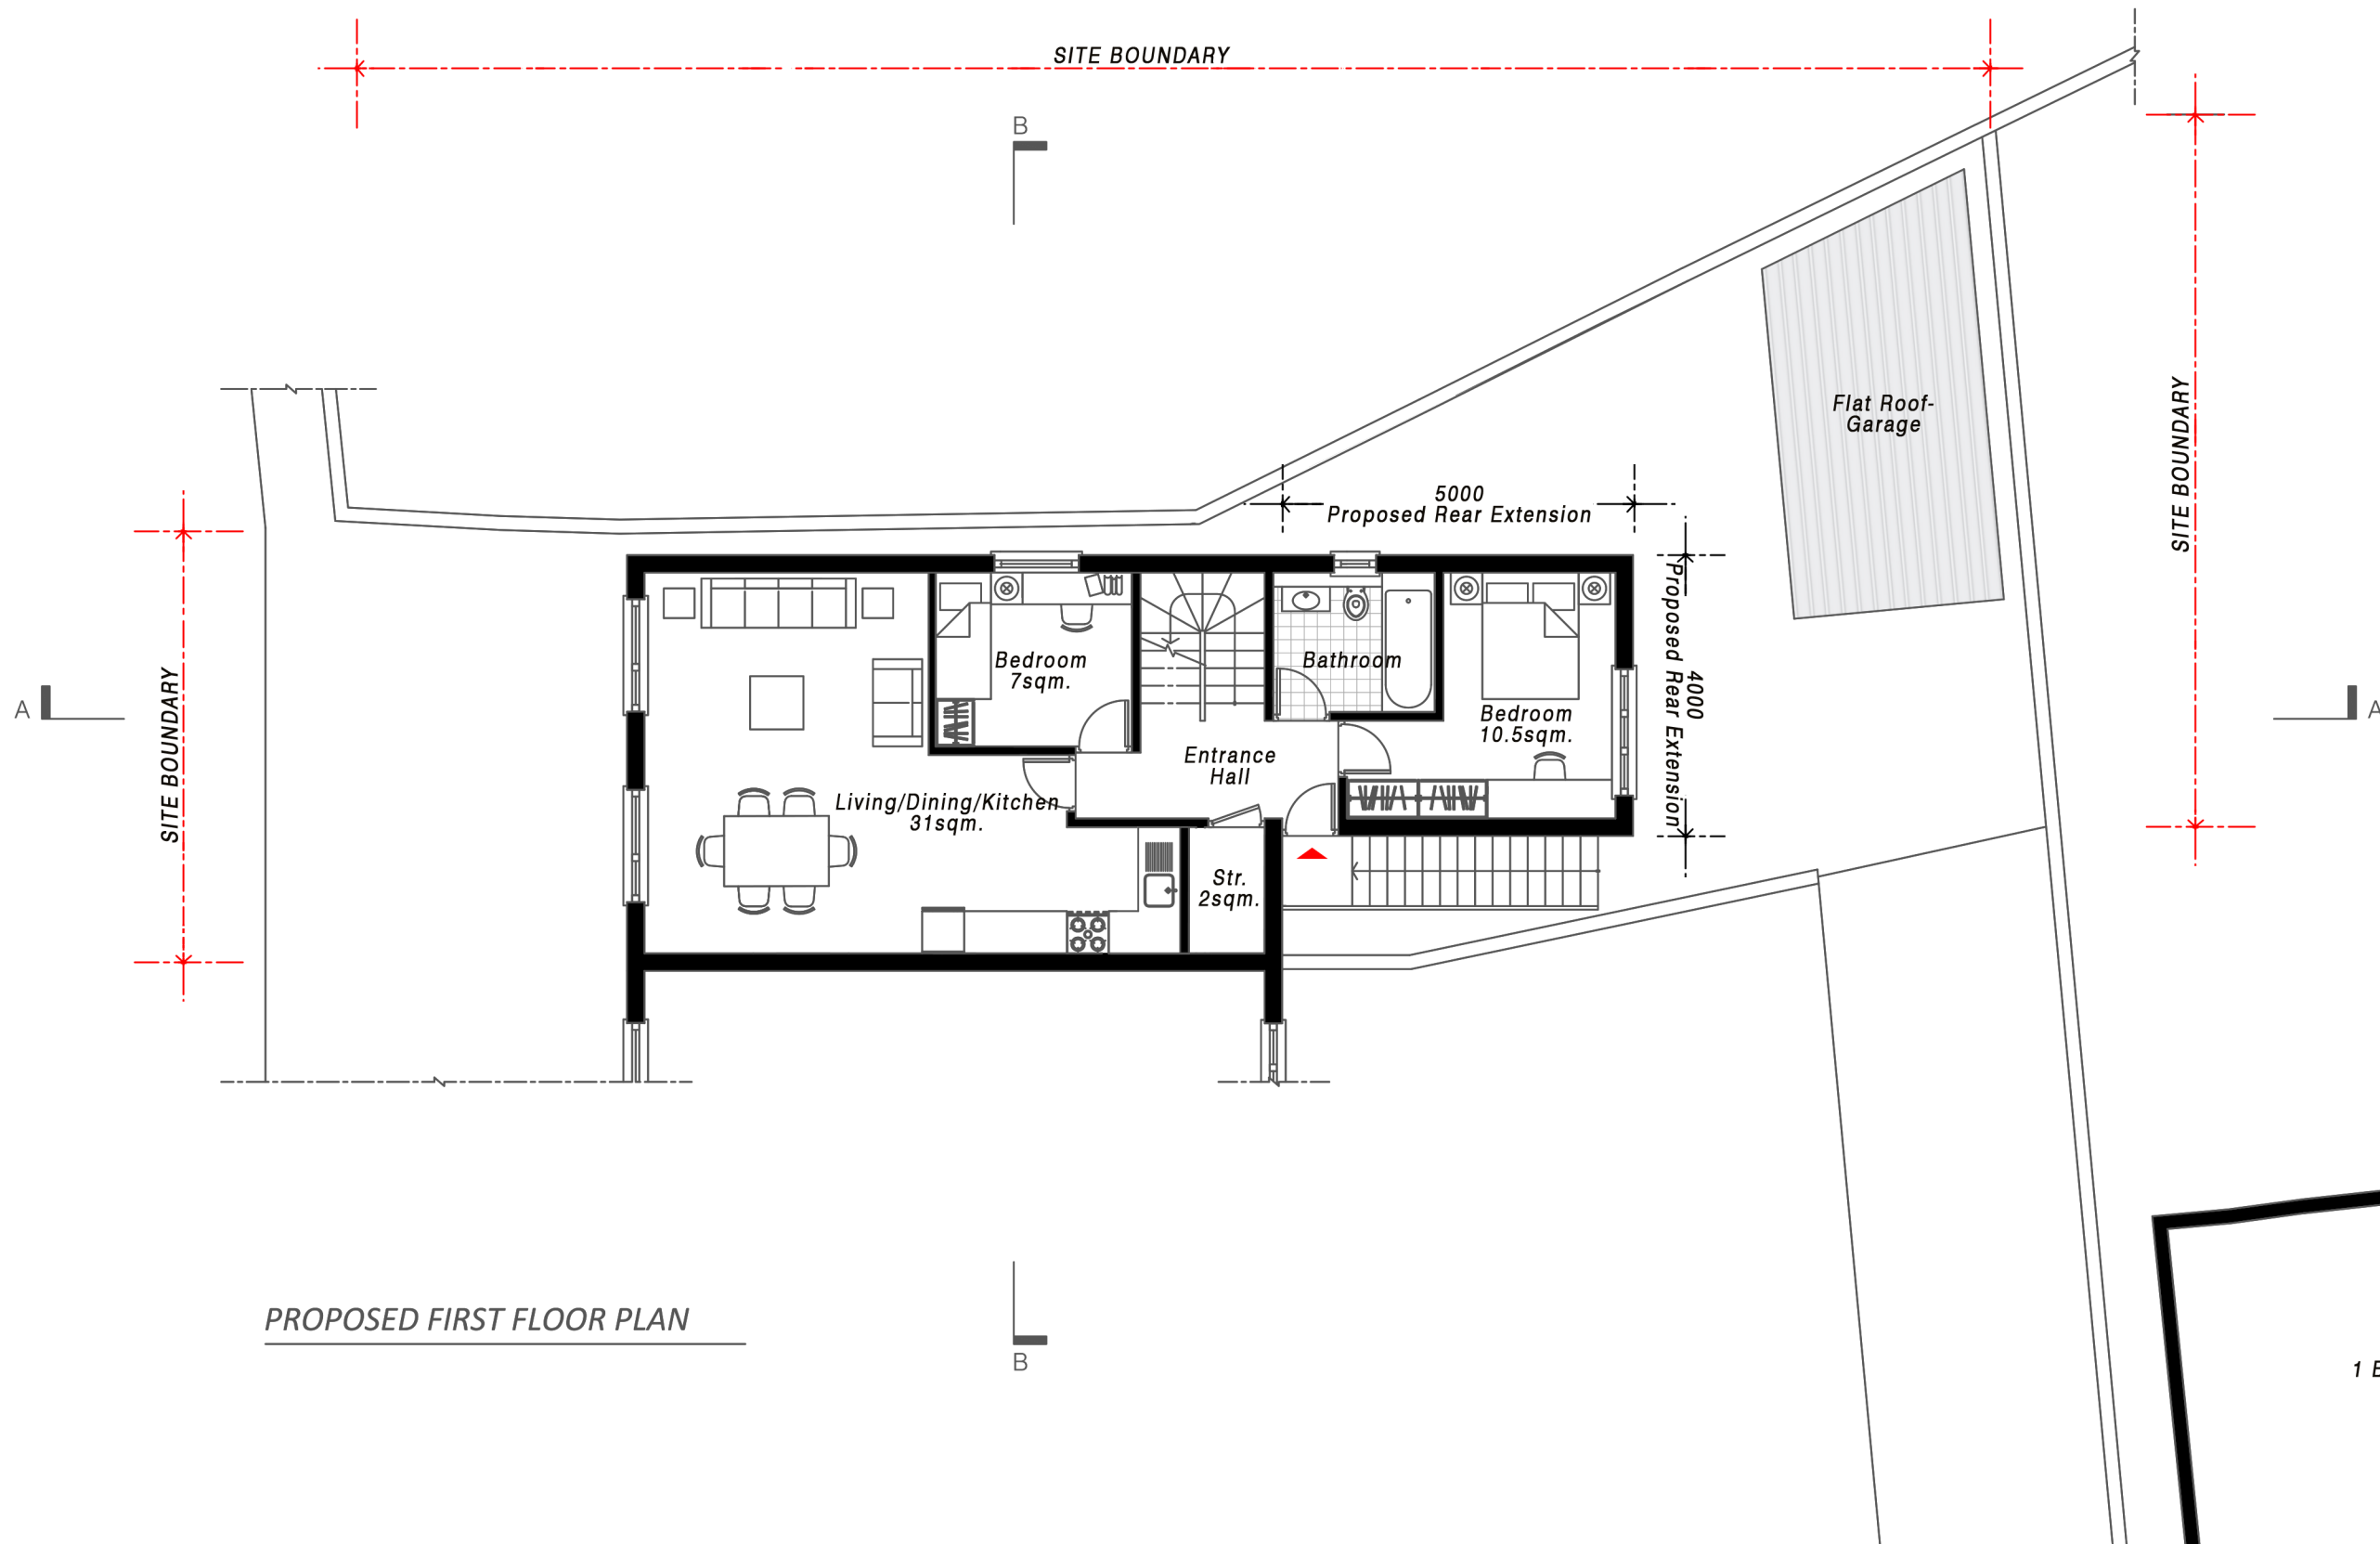 SITE BOUNDARY
B
SITE BOUNDARY
Flat Roof-
Garage
5000
Proposed Rear Extension
4000
Proposed Rear Extension
SITE BOUNDARY
A
A
Bedroom
7sqm.
Bathroom
Bedroom
10.5sqm.
Entrance
Hall
Living/Dining/Kitchen
31sqm.
Str.
2sqm.
PROPOSED FIRST FLOOR PLAN
B
1